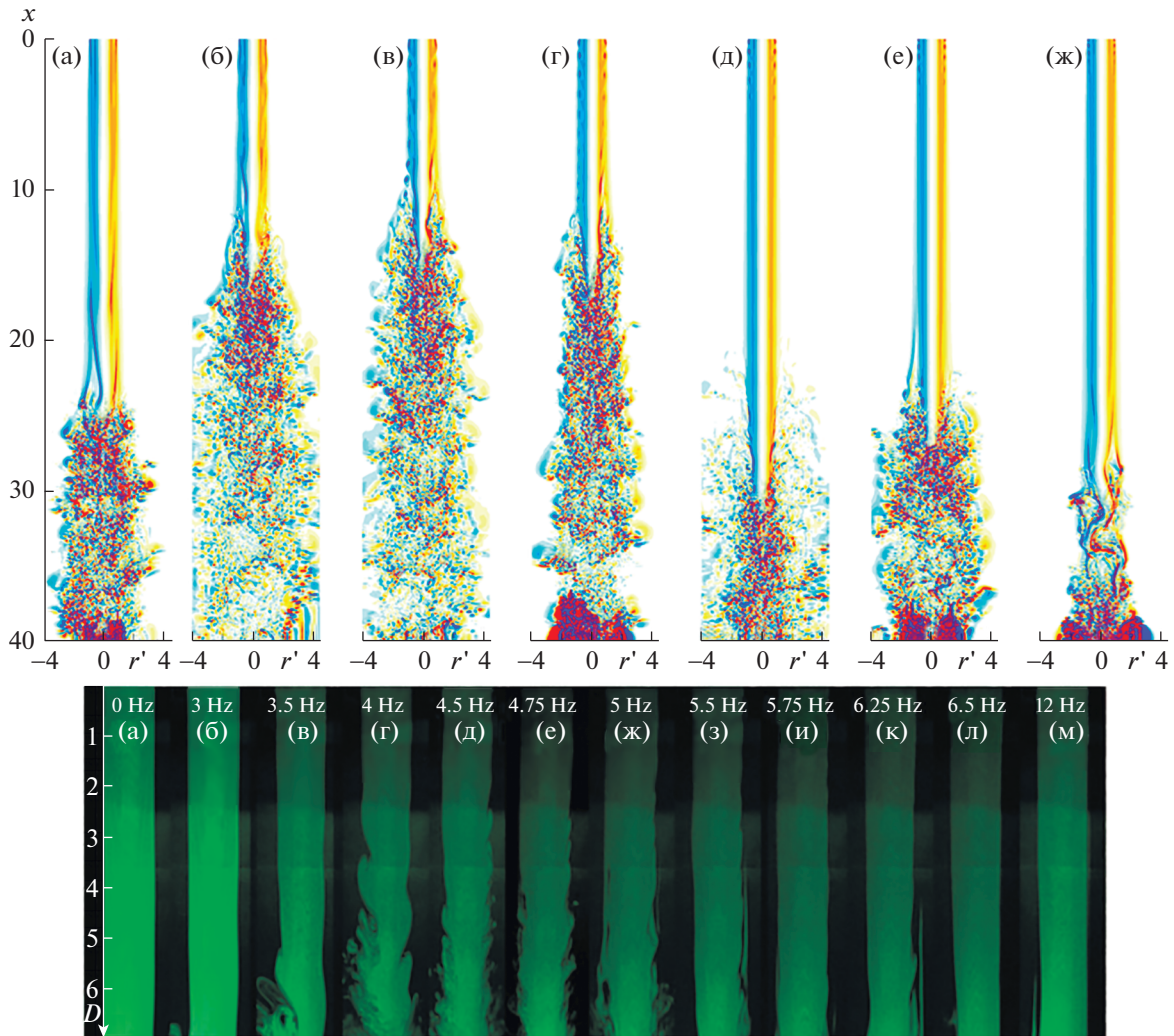 x
0
(а) (б) (в) (г) (д) (е) (ж)
10
20
30
40
−4 0 r' 4 −4 0 r' 4 −4 0 r' 4 −4 0 r' 4 −4 0 r' 4 −4 0 r' 4 −4 0 r' 4
0 Hz 3 Hz 3.5 Hz 4 Hz 4.5 Hz 4.75 Hz 5 Hz 5.5 Hz 5.75 Hz 6.25 Hz 6.5 Hz 12 Hz
1 (а) (б) (в) (г) (д) (е) (ж) (з) (и) (к) (л) (м)
2
3
4
5
6
D